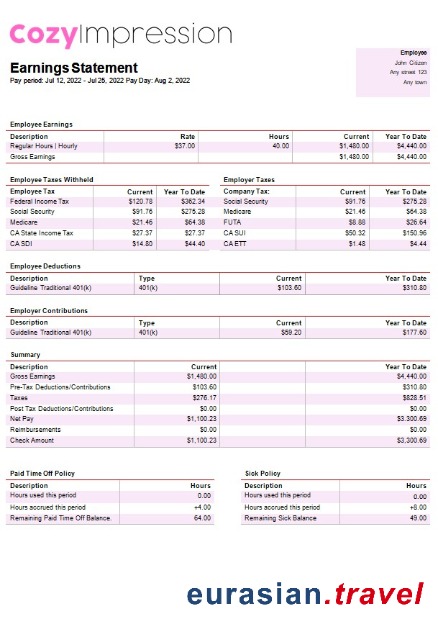 CozyImpression
Earnings Statement
Pay period: Jul 12, 2022 - Jul 25, 2022 Pay Day: Aug 2, 2022
Employee
John Citizen
Any street 123
Any town
Employee Earnings
Description Rate Hours Current Year To Date
Regular Hours | Hourly $37.00 40.00 $1,480.00 $4,440.00
Gross Earnings $1,480.00 $4,440.00
Employee Taxes Withheld
Employee Tax Current Year To Date
Federal Income Tax $120.78 $362.34
Social Security $91.76 $275.28
Medicare $21.46 $64.38
CA State Income Tax $27.37 $27.37
CA SDI $14.80 $44.40
Employer Taxes
Company Tax: Current Year To Date
Social Security $91.76 $275.28
Medicare $21.46 $64.38
FUTA $8.88 $26.64
CA SUI $50.32 $150.96
CA ETT $1.48 $4.44
Employee Deductions
Description Type Current Year To Date
Guideline Traditional 401(k) 401(k) $103.60 $310.80
Employer Contributions
Description Type Current Year To Date
Guideline Traditional 401(k) 401(k) $59.20 $177.60
Summary
Description Current Year To Date
Gross Earnings $1,480.00 $4,440.00
Pre-Tax Deductions/Contributions $103.60 $310.80
Taxes $276.17 $828.51
Post Tax Deductions/Contributions $0.00 $0.00
Net Pay $1,100.23 $3,300.69
Reimbursements $0.00 $0.00
Check Amount $1,100.23 $3,300.69
Paid Time Off Policy
Description Hours
Hours used this period 0.00
Hours accrued this period +4.00
Remaining Paid Time Off Balance. 64.00
Sick Policy
Description Hours
Hours used this period 0.00
Hours accrued this period +8.00
Remaining Sick Balance 49.00
eurasian.travel